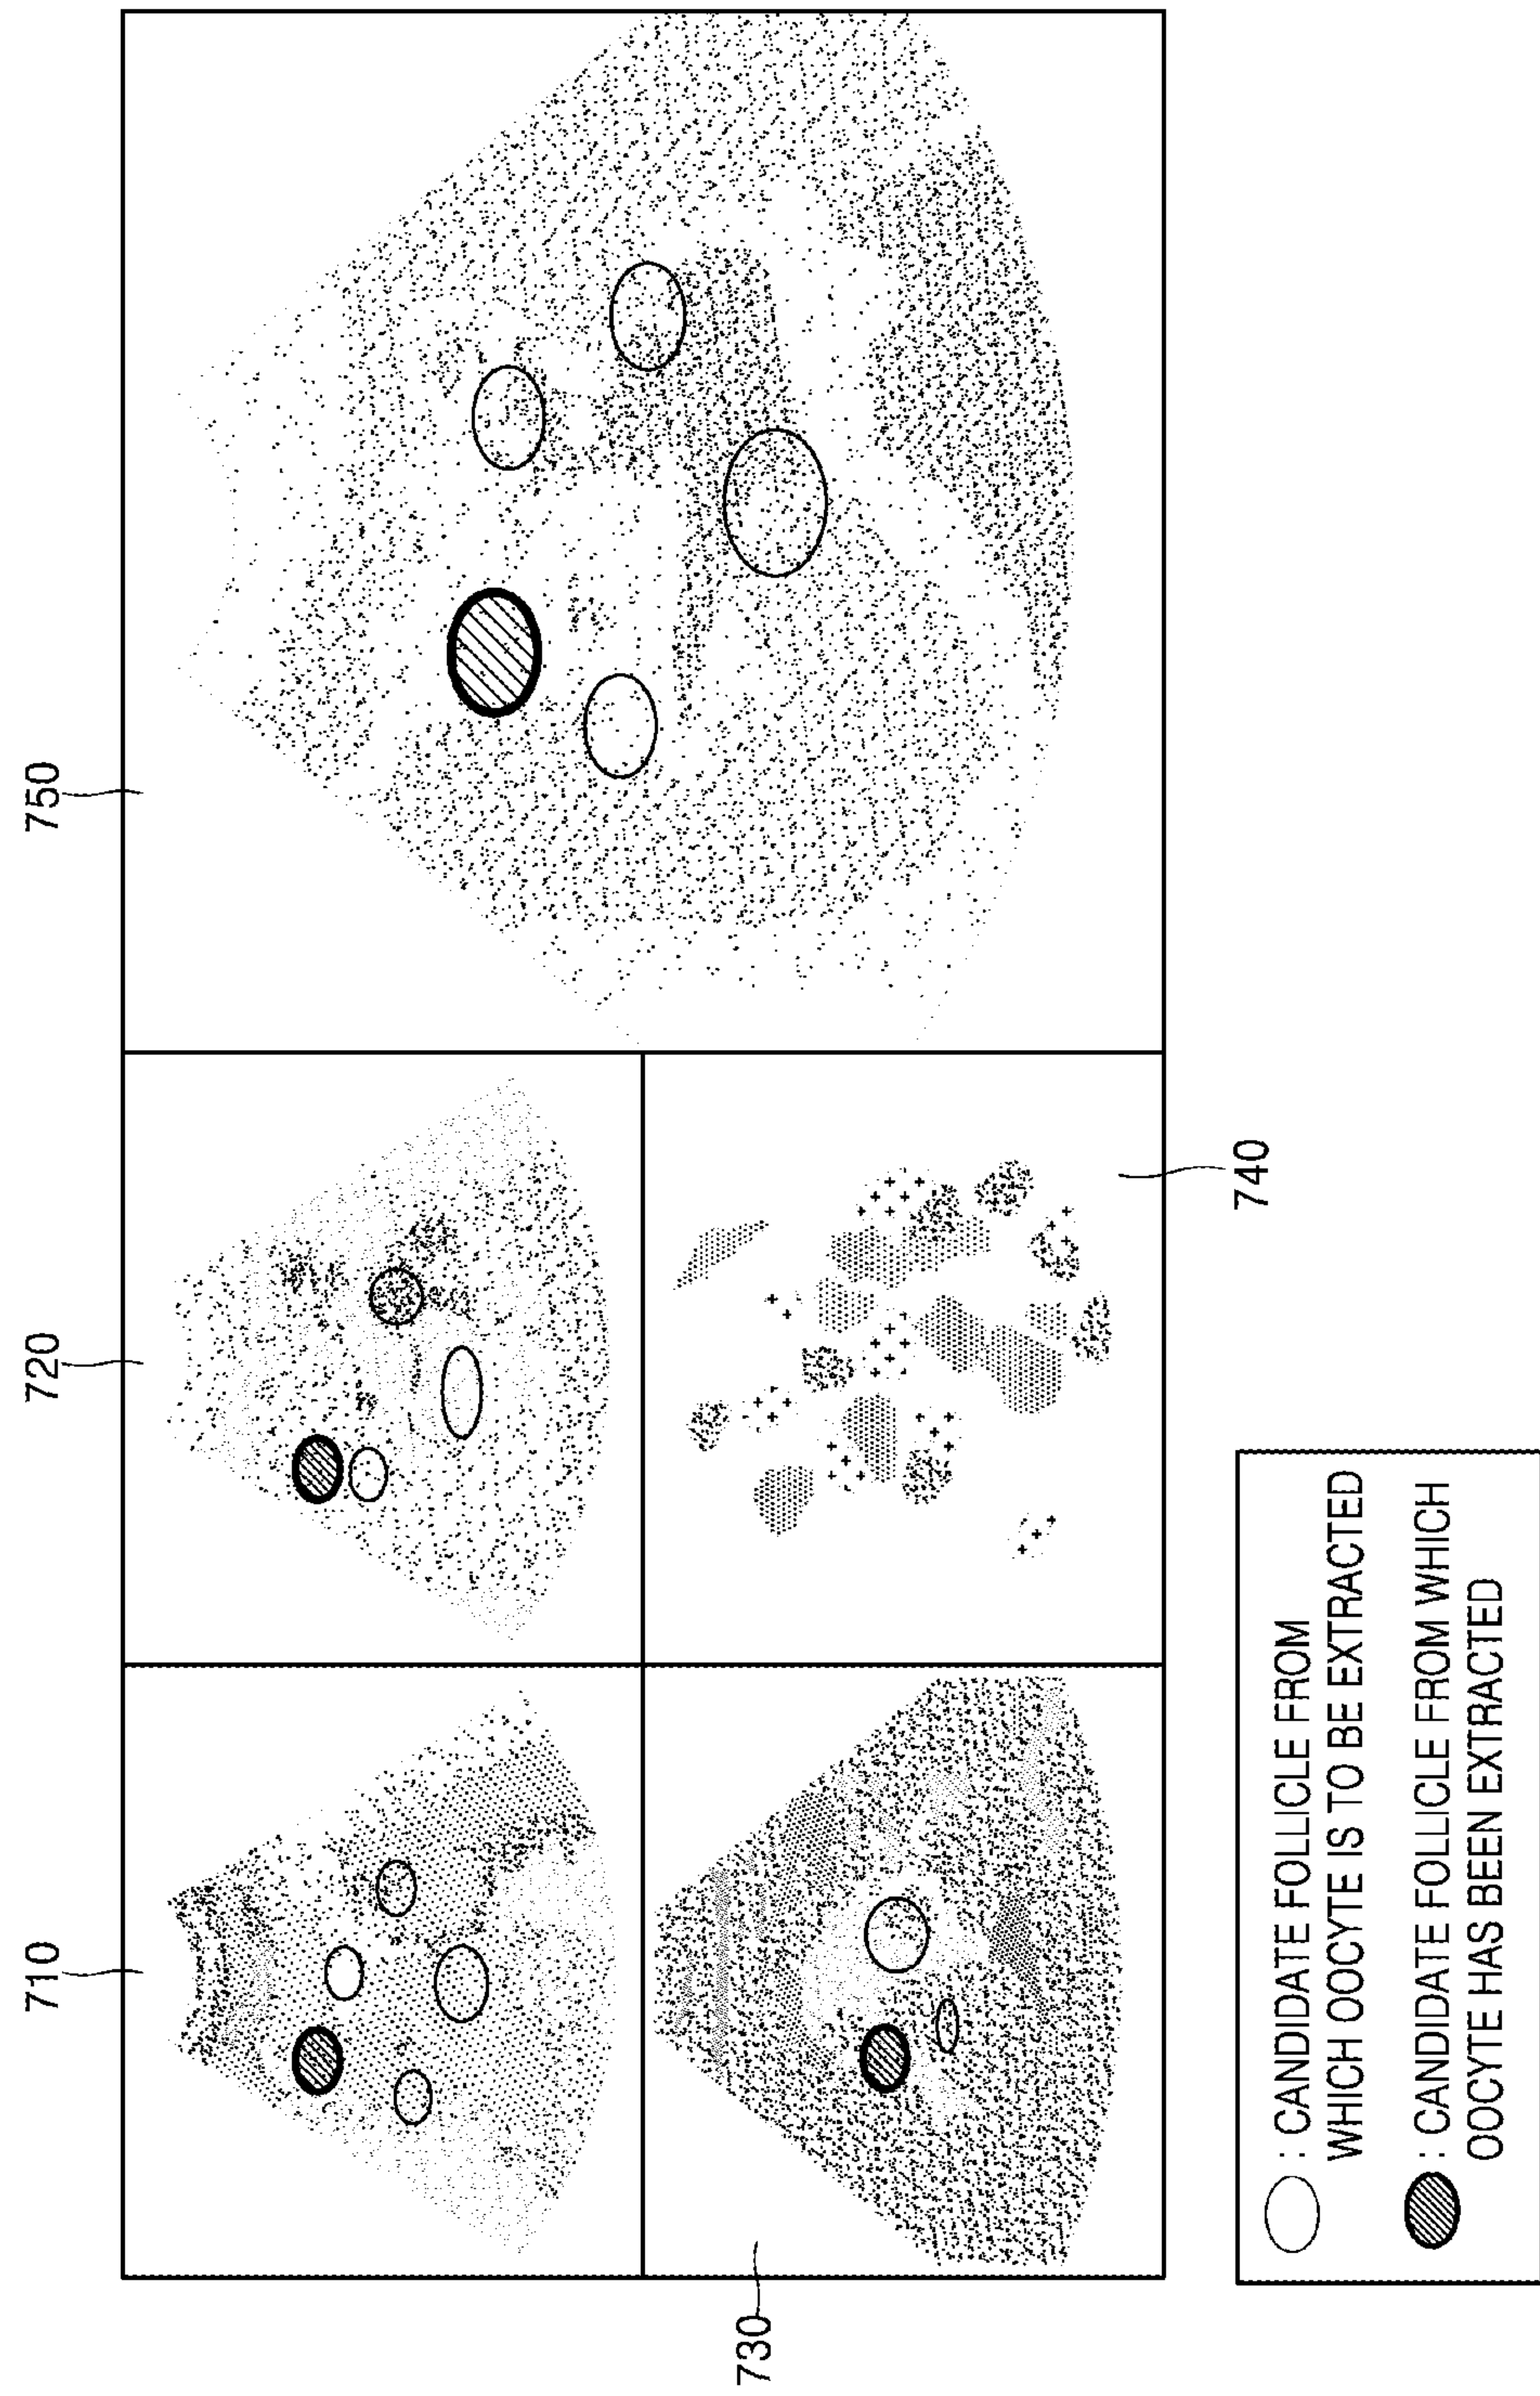 710
720
750
730
740
: CANDIDATE FOLLICLE FROM
WHICH OOCYTE IS TO BE EXTRACTED
: CANDIDATE FOLLICLE FROM WHICH
OOCYTE HAS BEEN EXTRACTED